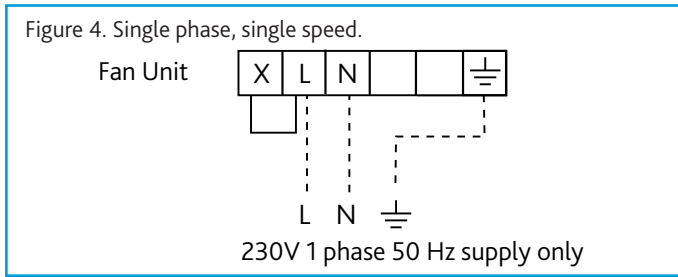 Figure 4. Single phase, single speed.
Fan Unit
X L N
L N
230V 1 phase 50 Hz supply only